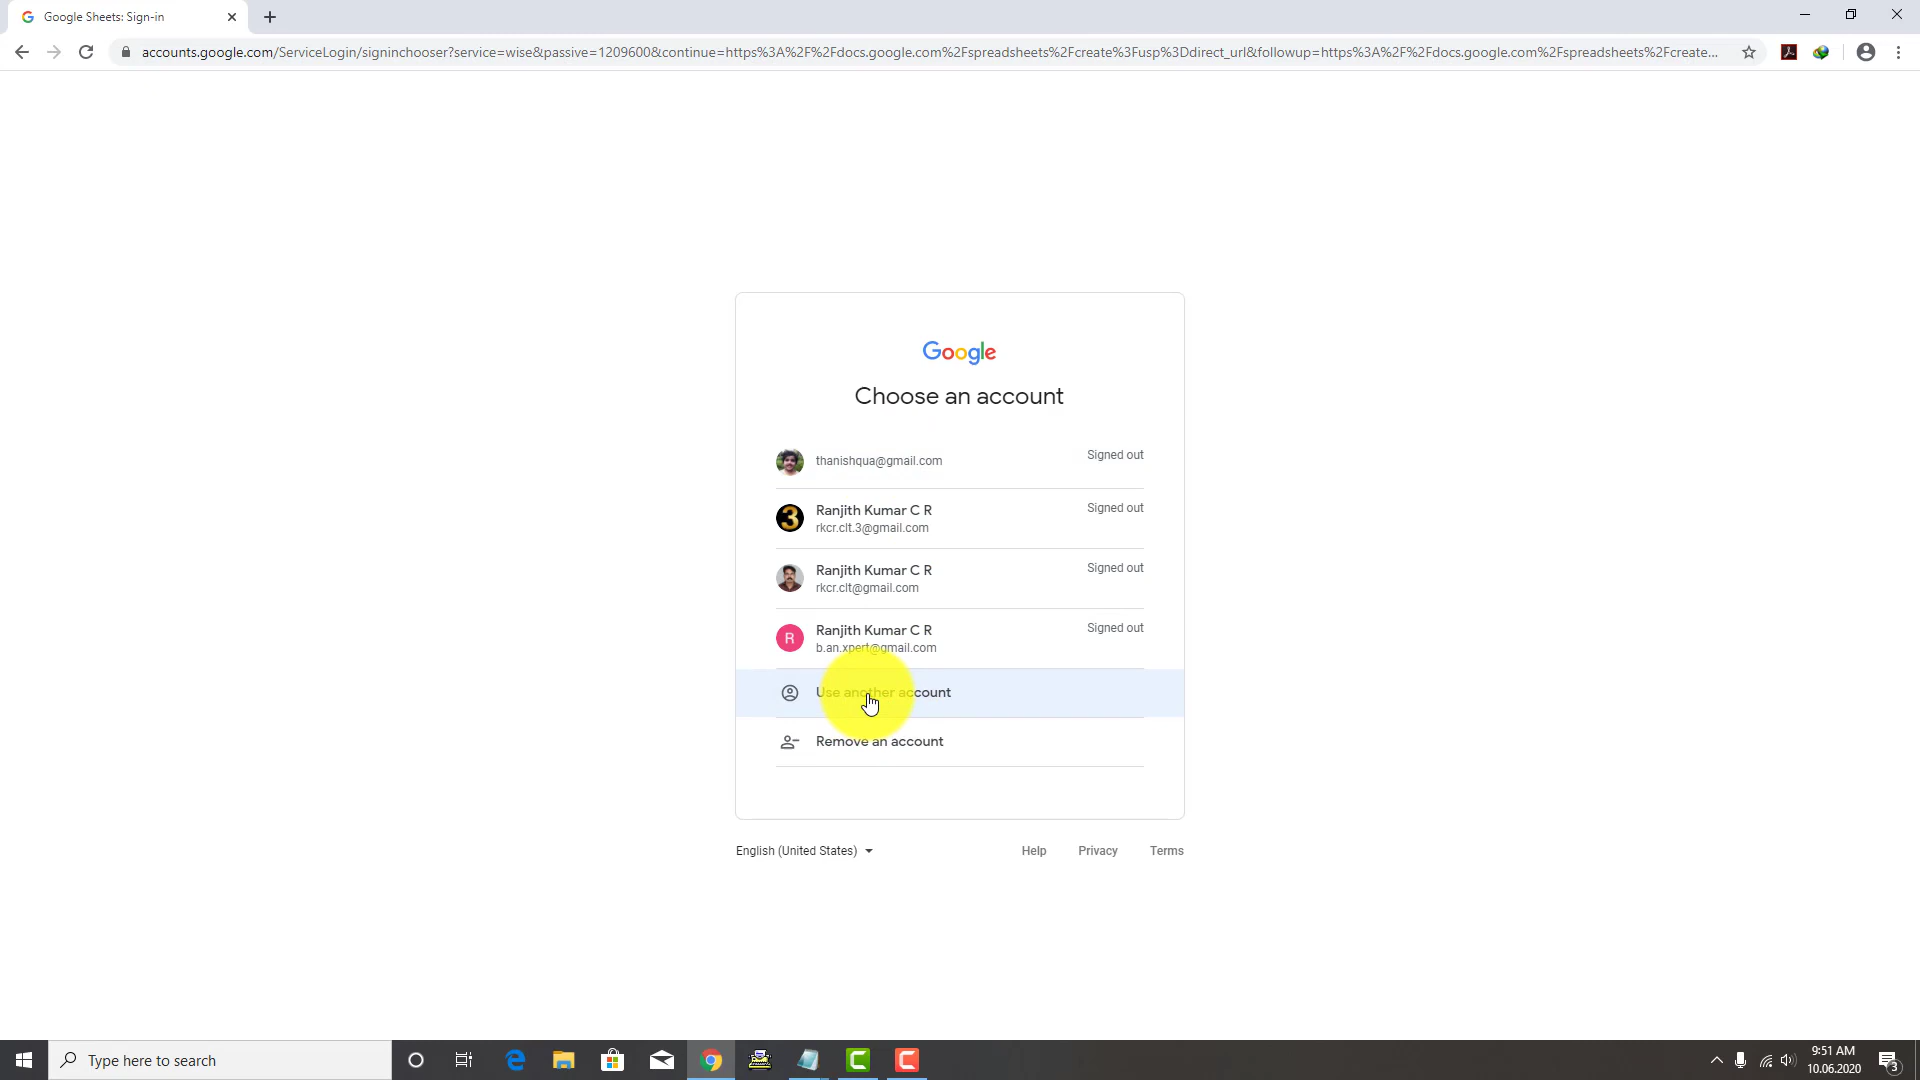 Google Sheets: Sign-in
accounts.google.com/ServiceLogin/signinchooser?service=wise&passive=1209600&continue=https%3A%2F%2Fdocs.google.com%2Fspreadsheets%2Fcreate%3Fusp%3Ddirect_url&followup=https%3A%2F%2Fdocs.google.com%2Fspreadsheets%2Fcreate...
Google
Choose an account
thanishqua@gmail.com
Signed out
3
Ranjith Kumar C R
Signed out
rkcr.clt.3@gmail.com
Ranjith Kumar C R
Signed out
rkcr.clt@gmail.com
R
Ranjith Kumar C R
Signed out
b.an.xpert@gmail.com
Use another account
Remove an account
English (United States)
Help
Privacy
Terms
Type here to search
9:51 AM
10.06.2020
3